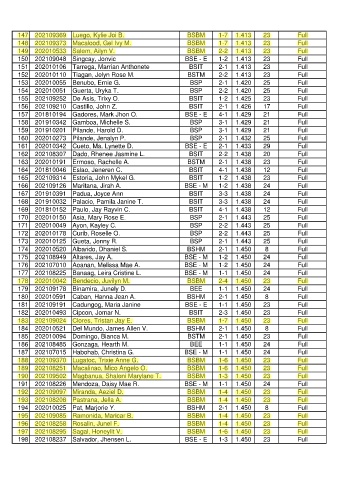 147 202109369 Luego, Kylie Joi B. BSBM 1-7 1.413 23 Full
148 202109373 Macalood, Gel Ivy M. BSBM 1-7 1.413 23 Full
149 202010533 Salem, Ailyn V. BSBM 2-2 1.413 23 Full
150 202109048 Singcay, Jonvic BSE - E 1-2 1.413 23 Full
151 202010106 Tarrega, Marrian Anthonete BSIT 2-1 1.413 23 Full
152 202010110 Tiagan, Jelyn Rose M. BSTM 2-2 1.413 23 Full
153 202010055 Benubo, Ernie G. BSP 2-1 1.420 25 Full
154 202010051 Guerta, Uryka T. BSP 2-2 1.420 25 Full
155 202109252 De Asis, Trixy O. BSIT 1-2 1.425 23 Full
156 202109210 Castillo, John Z. BSIT 2-1 1.426 17 Full
157 201810194 Gadores, Mark Jhon O. BSE - E 4-1 1.429 21 Full
158 201910342 Gamboa, Michelle S. BSP 3-1 1.429 21 Full
159 201910201 Pilande, Harold D. BSP 3-1 1.429 21 Full
160 202010273 Pilande, Jenalyn P. BSP 2-1 1.432 25 Full
161 202010342 Cueto, Ma. Lynette D. BSE - E 2-1 1.433 29 Full
162 202108307 Dado, Rhenee Jasmine L. BSIT 2-2 1.438 20 Full
163 202010191 Ermoso, Rachelle A. BSTM 2-1 1.438 23 Full
164 201810046 Eslao, Jeneren C. BSIT 4-1 1.438 12 Full
165 202109314 Estoria, John Mykel G. BSIT 1-2 1.438 23 Full
166 202109126 Maritana, Jirah A. BSE - M 1-2 1.438 24 Full
167 201910391 Padua, Joyce Ann BSIT 3-3 1.438 24 Full
168 201910032 Palacio, Pamila Janine T. BSIT 3-3 1.438 24 Full
169 201810152 Paulo, Jay Rayvin C. BSIT 4-1 1.438 12 Full
170 202010150 Asia, Mary Rose E. BSP 2-1 1.443 25 Full
171 202010049 Ayon, Kayley C. BSP 2-2 1.443 25 Full
172 202010178 Curib, Roselle O. BSP 2-2 1.443 25 Full
173 202010125 Gueta, Jenny R. BSP 2-1 1.443 25 Full
174 202010520 Albando, Dhaniel S. BSHM 2-1 1.450 8 Full
175 202108949 Altares, Jay A. BSE - M 1-2 1.450 24 Full
176 202107010 Aoanan, Melissa Mae A. BSE - M 1-2 1.450 24 Full
177 202108225 Banaag, Leira Cristine L. BSE - M 1-1 1.450 24 Full
178 202010042 Bendecio, Juvilyn M. BSBM 2-4 1.450 23 Full
179 202109178 Binamira, Junely D. BEE 1-1 1.450 24 Full
180 202010591 Caban, Hanna Jean A. BSHM 2-1 1.450 8 Full
181 202109191 Cadungog, Maria Janine BSE - E 1-1 1.450 23 Full
182 202010493 Cipcon, Jomar N. BSIT 2-3 1.450 23 Full
183 202109024 Clores, Tristan Jay E. BSBM 1-7 1.450 23 Full
184 202010521 Del Mundo, James Allen V. BSHM 2-1 1.450 8 Full
185 202010094 Domingo, Bianca M. BSTM 2-1 1.450 23 Full
186 202108485 Gonzaga, Hearth M. BEE 1-1 1.450 24 Full
187 202107015 Habohab, Christina G. BSE - M 1-1 1.450 24 Full
188 202109370 Lugatoc, Trixie Anne G. BSBM 1-6 1.450 23 Full
189 202108251 Macalinao, Mico Angelo O. BSBM 1-6 1.450 23 Full
190 202109502 Magbanua, Shaloni Marylane T. BSBM 1-3 1.450 23 Full
191 202108226 Mendoza, Daisy Mae R. BSE - M 1-1 1.450 24 Full
192 202109097 Miranda, Aeziel D. BSBM 1-4 1.450 23 Full
193 202108206 Pastrana, Jella A. BSBM 1-4 1.450 23 Full
194 202010025 Pat, Marjorie Y. BSHM 2-1 1.450 8 Full
195 202109085 Ramonida, Maricar B. BSBM 1-4 1.450 23 Full
196 202108258 Rosalin, Junel F. BSBM 1-4 1.450 23 Full
197 202108295 Sagal, Honeylit V. BSBM 1-6 1.450 23 Full
198 202108237 Salvador, Jhensen L. BSE - E 1-3 1.450 23 Full